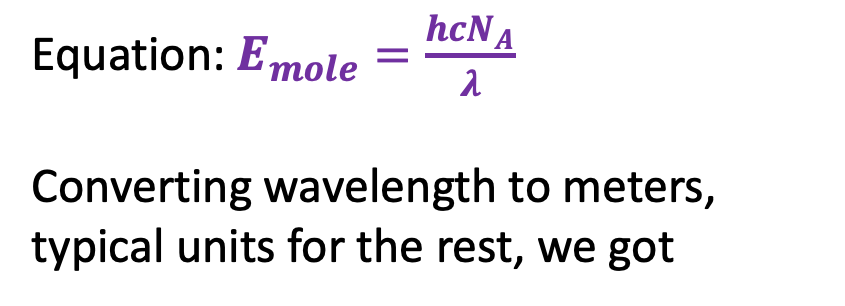 Equation: E_mole = hcN_A / λ
Converting wavelength to meters,
typical units for the rest, we got